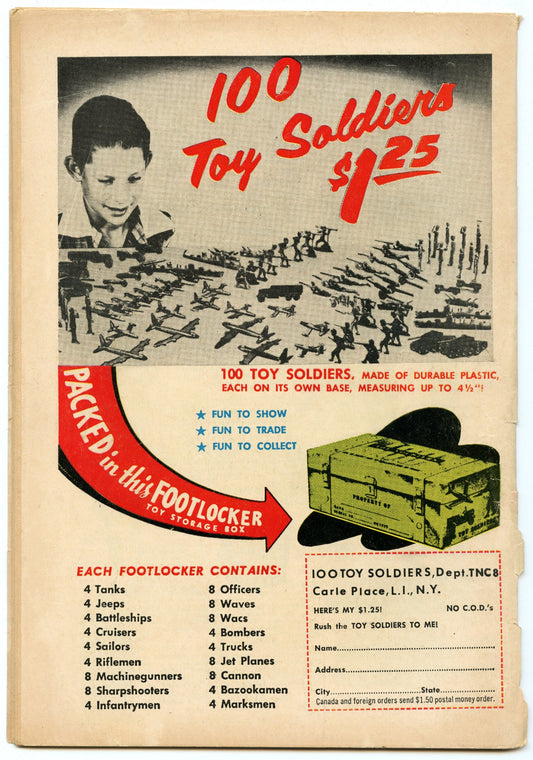 100
Toy Soldiers
$1.25
100 TOY SOLDIERS, MADE OF DURABLE PLASTIC,
EACH ON ITS OWN BASE, MEASURING UP TO 4½"!
★ FUN TO SHOW
★ FUN TO TRADE
★ FUN TO COLLECT
PACKED in this FOOTLOCKER
TOY STORAGE BOX
PROPERTY OF
TOY SOLDIERS
EACH FOOTLOCKER CONTAINS:
4 Tanks
4 Jeeps
4 Battleships
4 Cruisers
4 Sailors
4 Riflemen
8 Machinegunners
8 Sharpshooters
4 Infantrymen
8 Officers
8 Waves
8 Wacs
4 Bombers
4 Trucks
8 Jet Planes
8 Cannon
4 Bazookamen
4 Marksmen
100 TOY SOLDIERS, Dept. TNC8
Carle Place, L.I., N.Y.
HERE'S MY $1.25! NO C.O.D.'s
Rush the TOY SOLDIERS TO ME!
Name
Address
City State
Canada and foreign orders send $1.50 postal money order.